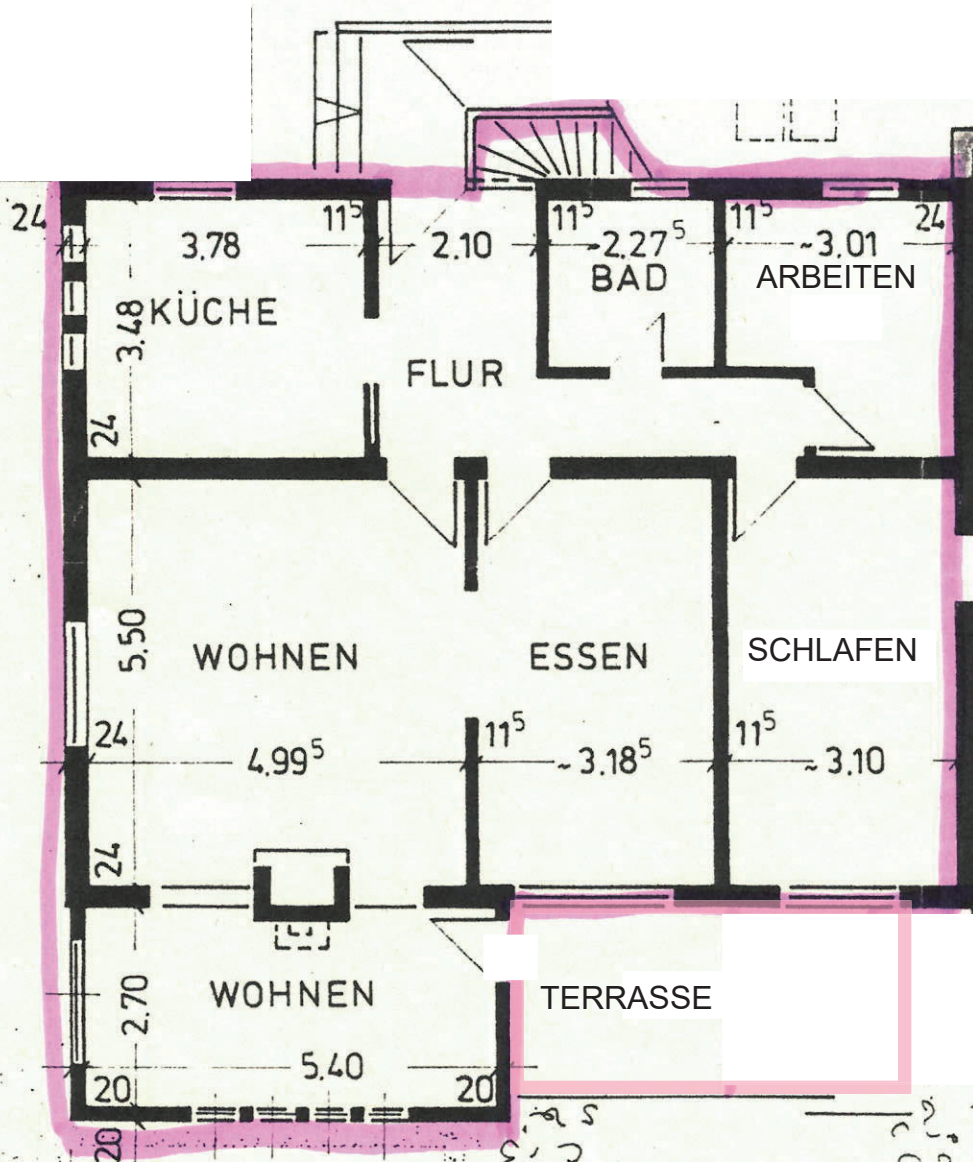 24
3.78
11⁵
2.10
11⁵
~2.27⁵
11⁵
~3.01
24
BAD
ARBEITEN
KÜCHE
3.48
FLUR
24
5.50
WOHNEN
ESSEN
SCHLAFEN
24
4.99⁵
11⁵
~3.18⁵
11⁵
~3.10
24
WOHNEN
TERRASSE
2.70
5.40
20
20
20